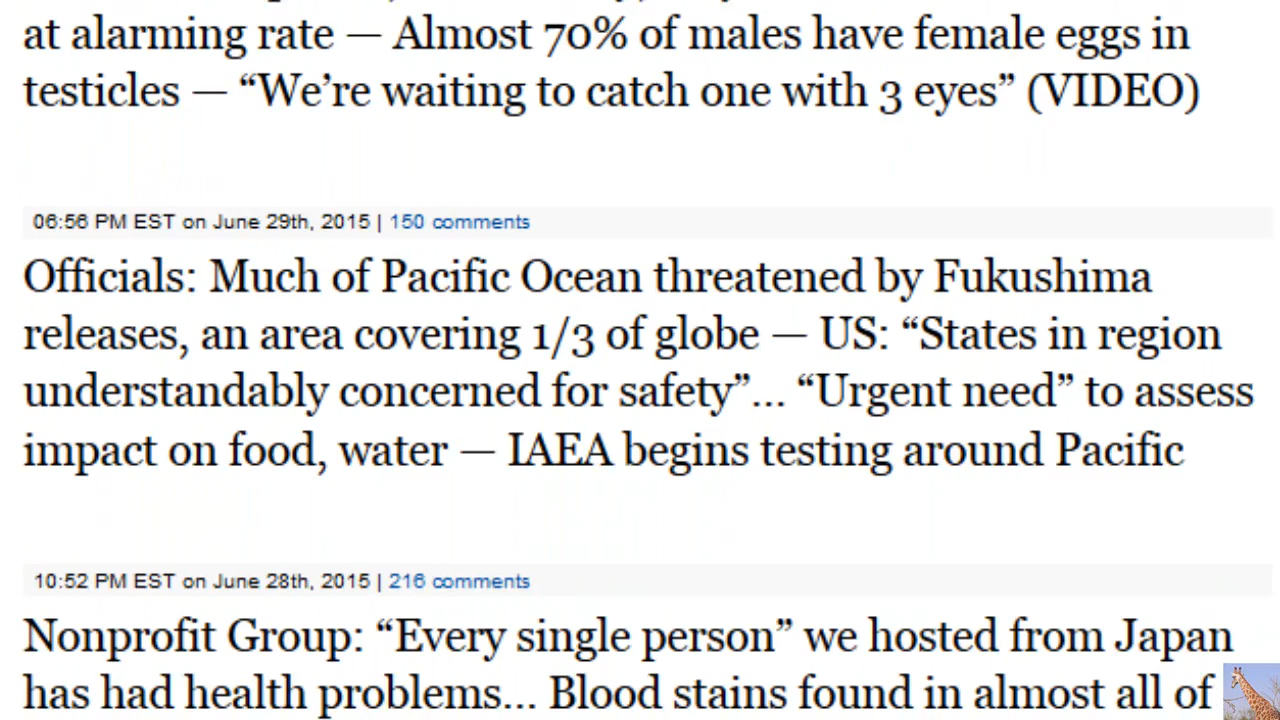 at alarming rate — Almost 70% of males have female eggs in
testicles — “We’re waiting to catch one with 3 eyes” (VIDEO)
06:56 PM EST on June 29th, 2015 | 150 comments
Officials: Much of Pacific Ocean threatened by Fukushima
releases, an area covering 1/3 of globe — US: “States in region
understandably concerned for safety”... “Urgent need” to assess
impact on food, water — IAEA begins testing around Pacific
10:52 PM EST on June 28th, 2015 | 216 comments
Nonprofit Group: “Every single person” we hosted from Japan
has had health problems... Blood stains found in almost all of